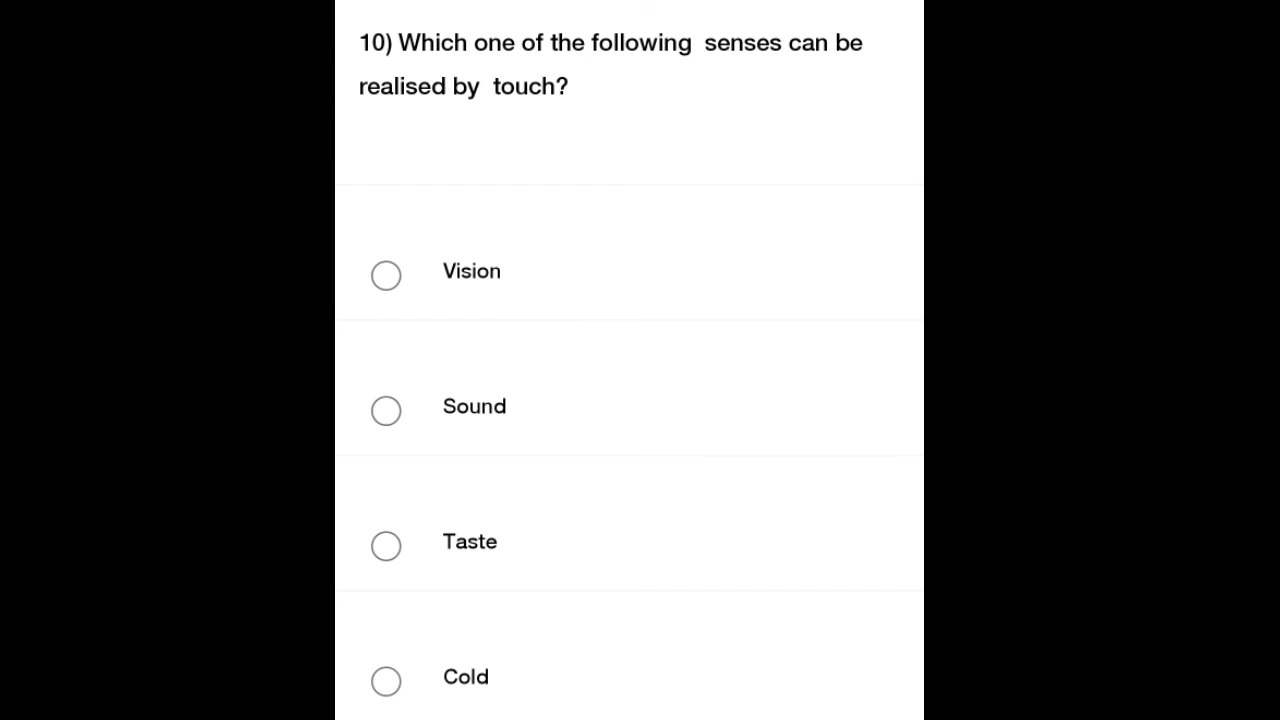 10) Which one of the following  senses can be
realised by  touch?
Vision
Sound
Taste
Cold